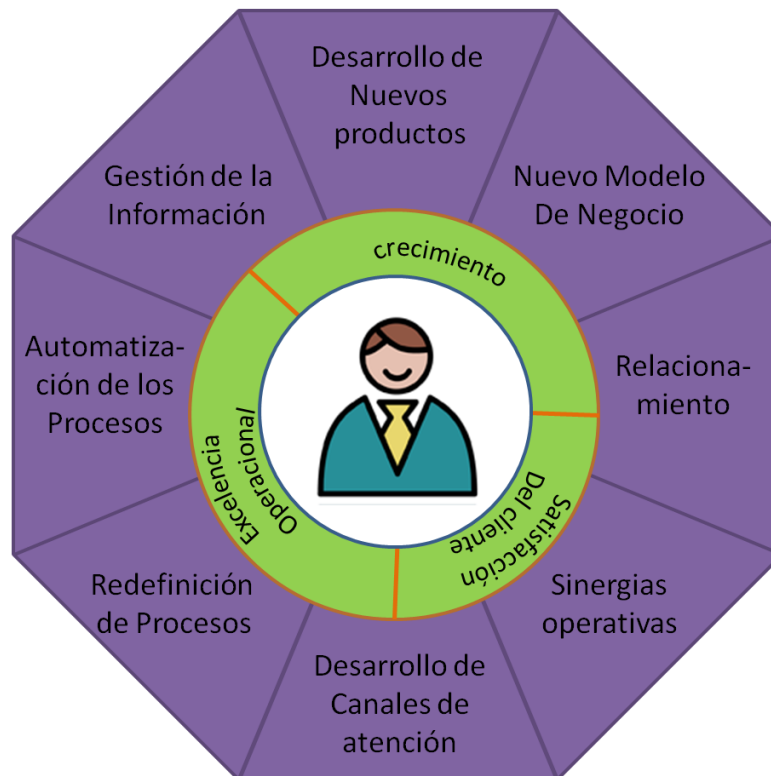 Desarrollo de
Nuevos
productos
Nuevo Modelo
De Negocio
Relaciona-
miento
Sinergias
operativas
Desarrollo de
Canales de
atención
Redefinición
de Procesos
Automatiza-
ción de los
Procesos
Gestión de la
Información
crecimiento
Satisfacción
Del cliente
Excelencia
Operacional